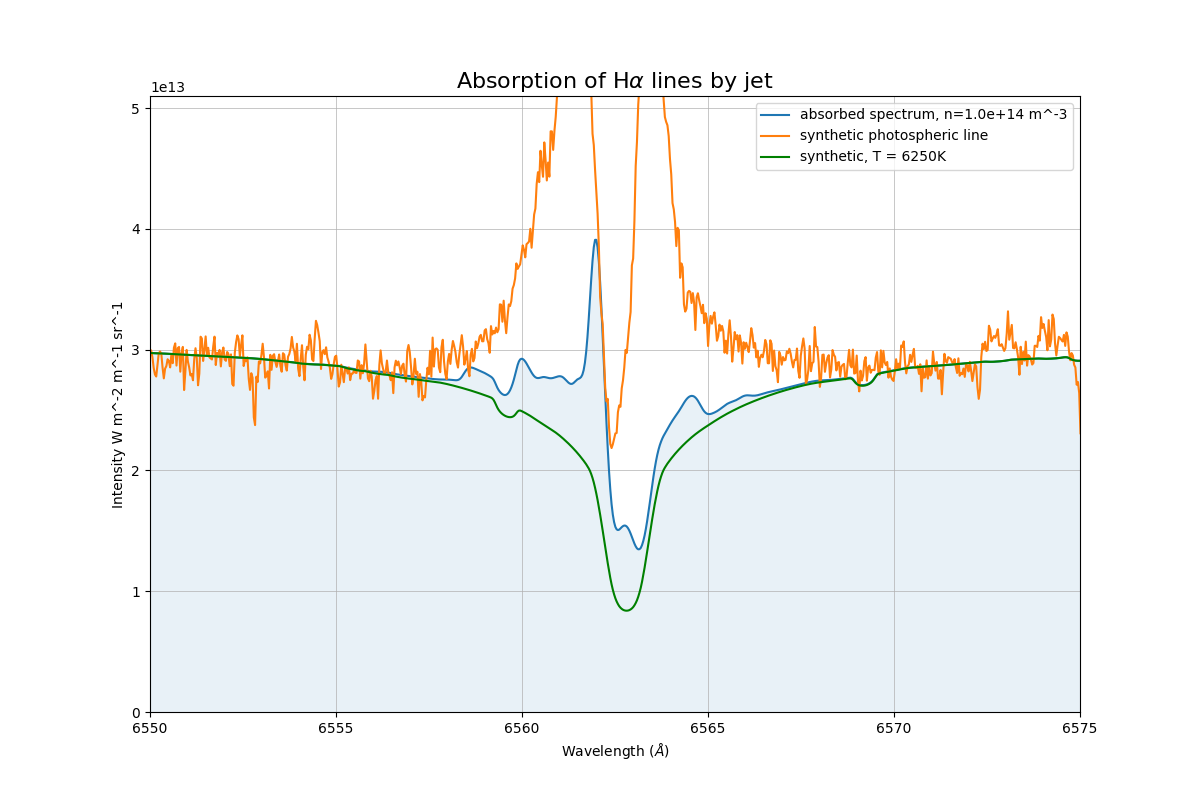 Absorption of Hα lines by jet
1e13
absorbed spectrum, n=1.0e+14 m^-3
synthetic photospheric line
synthetic, T = 6250K
5
4
3
2
1
0
Intensity W m^-2 m^-1 sr^-1
6550 6555 6560 6565 6570 6575
Wavelength (Å)